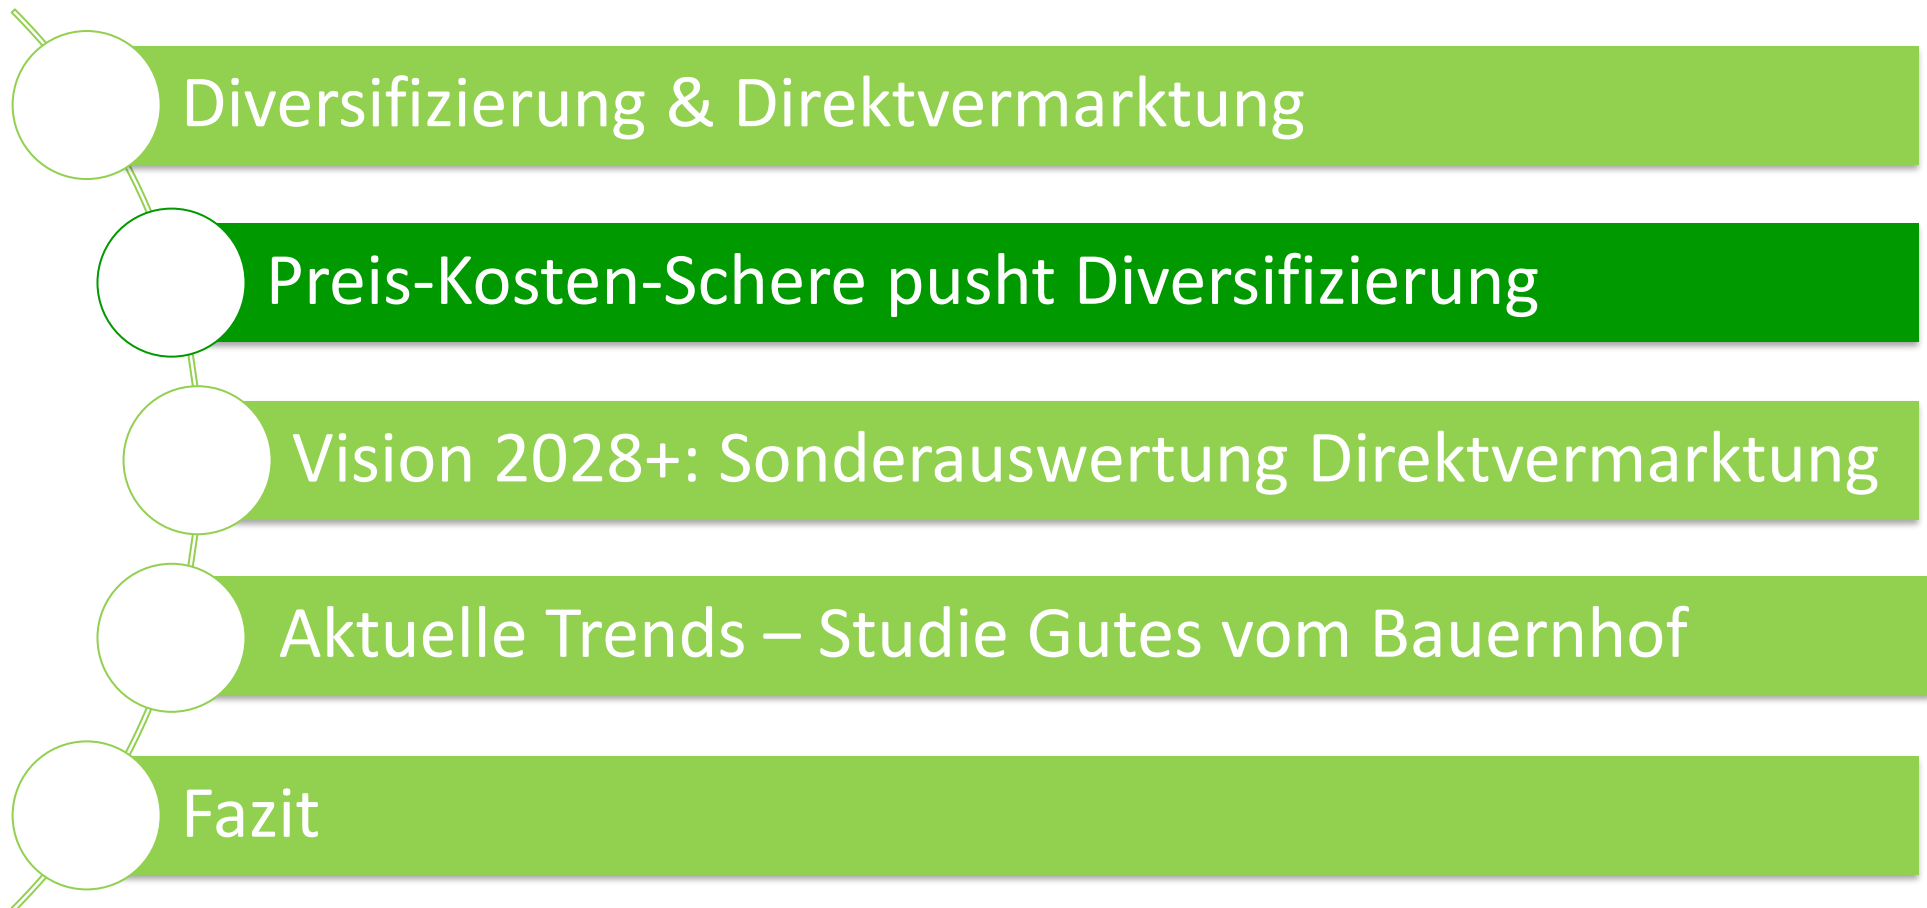 Diversifizierung & Direktvermarktung
Preis-Kosten-Schere pusht Diversifizierung
Vision 2028+: Sonderauswertung Direktvermarktung
Aktuelle Trends – Studie Gutes vom Bauernhof
Fazit